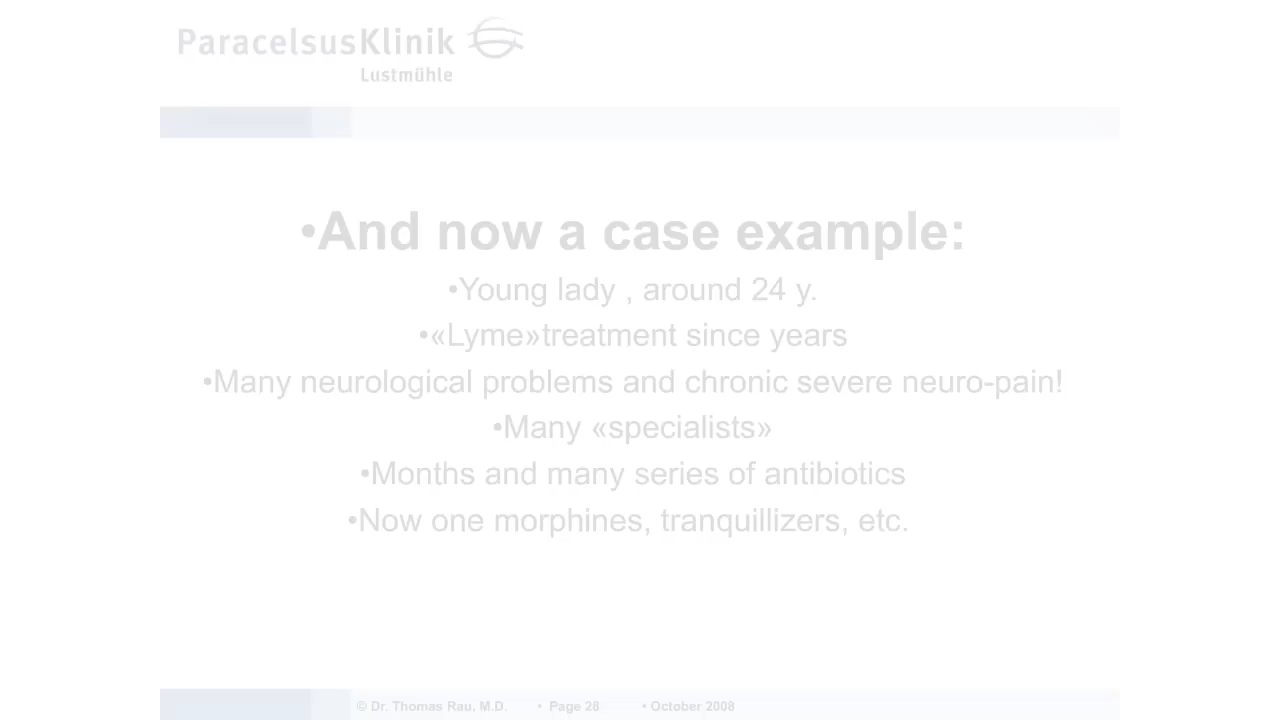 ParacelsusKlinik
Lustmühle
•And now a case example:
•Young lady , around 24 y.
•«Lyme»treatment since years
•Many neurological problems and chronic severe neuro-pain!
•Many «specialists»
•Months and many series of antibiotics
•Now one morphines, tranquillizers, etc.
© Dr. Thomas Rau, M.D. • Page 26 • October 2008